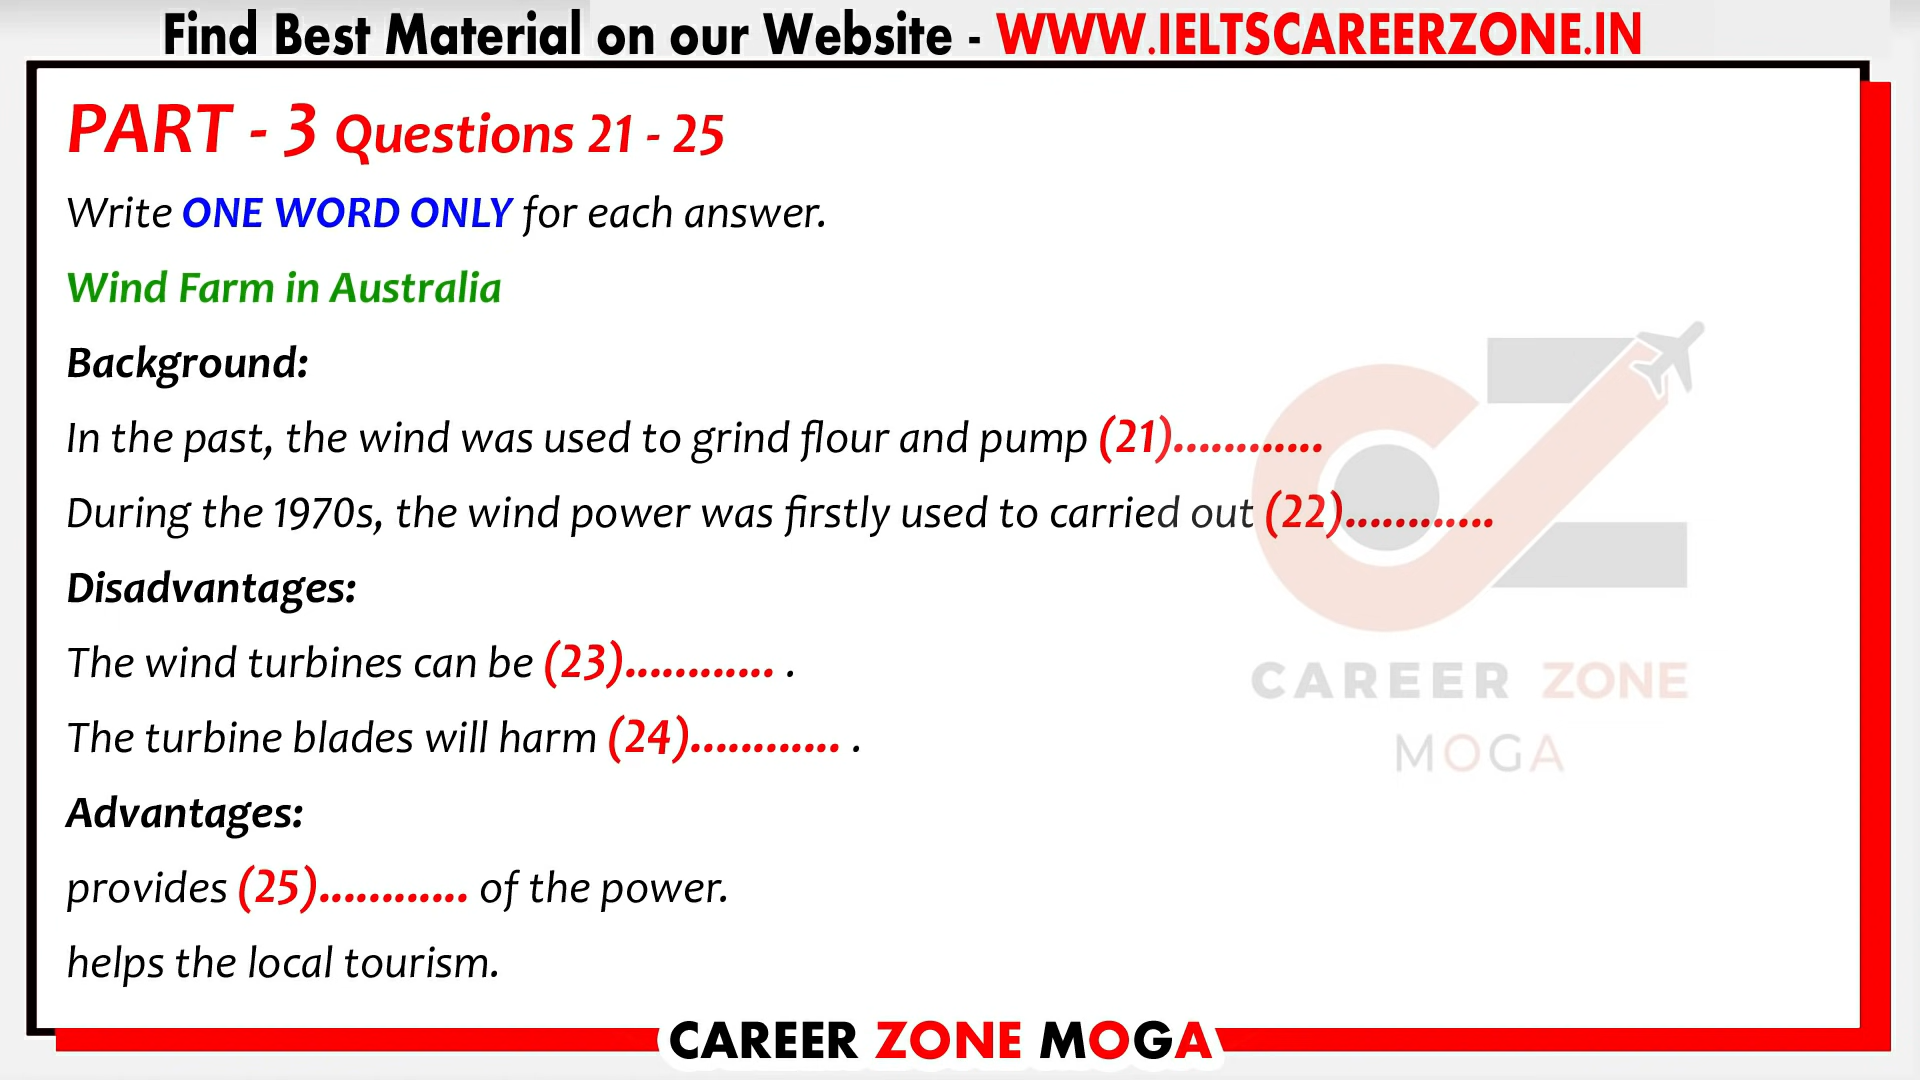 Find Best Material on our Website - WWW.IELTSCAREERZONE.IN
PART - 3 Questions 21 - 25
Write ONE WORD ONLY for each answer.
Wind Farm in Australia
Background:
In the past, the wind was used to grind flour and pump (21)............
During the 1970s, the wind power was firstly used to carried out (22)............
Disadvantages:
The wind turbines can be (23)............ .
The turbine blades will harm (24)............ .
Advantages:
provides (25)............ of the power.
helps the local tourism.
CZ
CAREER ZONE
MOGA
CAREER ZONE MOGA